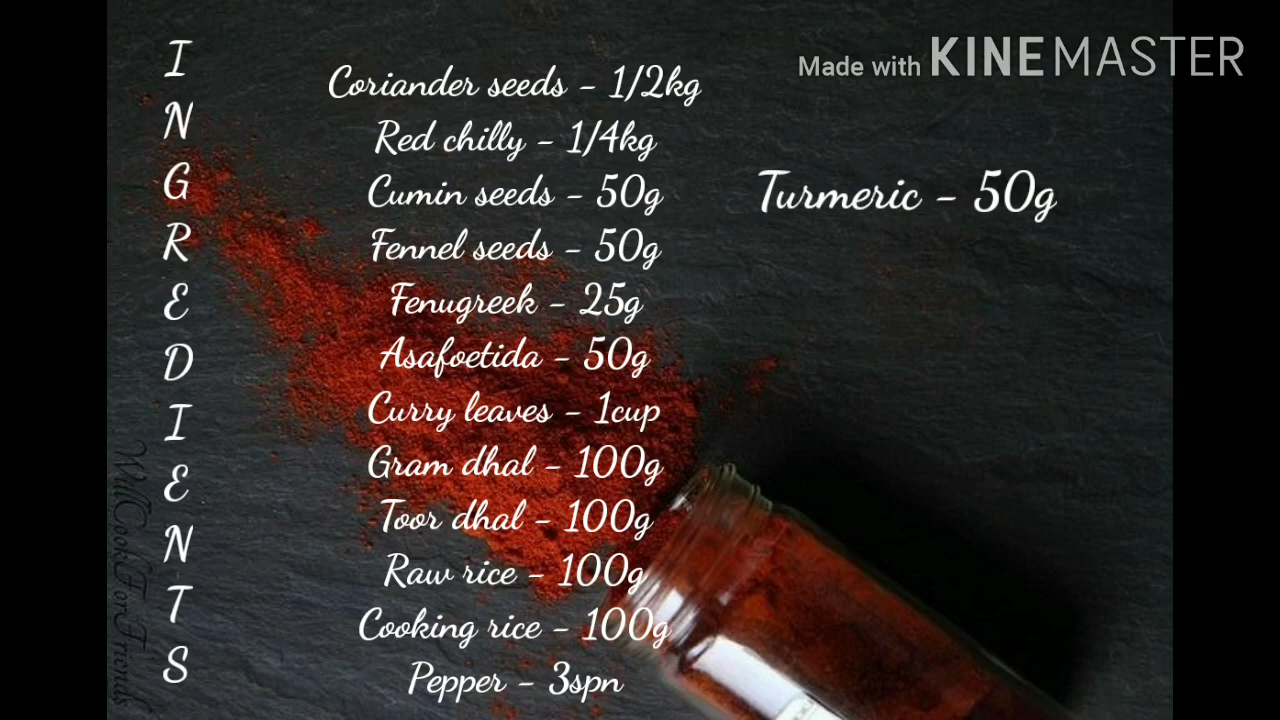 INGREDIENTS
Made with KINEMASTER
Coriander seeds - 1/2kg
Red chilly - 1/4kg
Cumin seeds - 50g
Turmeric - 50g
Fennel seeds - 50g
Fenugreek - 25g
Asafoetida - 50g
Curry leaves - 1cup
Gram dhal - 100g
Toor dhal - 100g
Raw rice - 100g
Cooking rice - 100g
Pepper - 3spn
WillCookForFriends